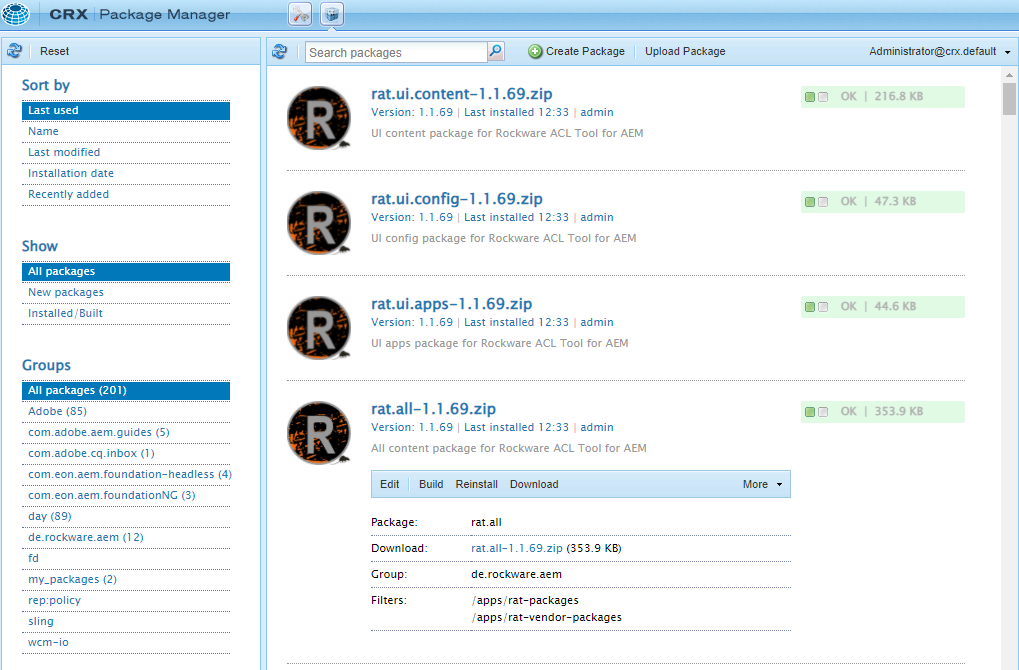 CRX | Package Manager
Reset
Search packages
Create Package
Upload Package
Administrator@crx.default
Sort by
Last used
Name
Last modified
Installation date
Recently added
Show
All packages
New packages
Installed/Built
Groups
All packages (201)
Adobe (85)
com.adobe.aem.guides (5)
com.adobe.cq.inbox (1)
com.eon.aem.foundation-headless (4)
com.eon.aem.foundationNG (3)
day (89)
de.rockware.aem (12)
fd
my_packages (2)
rep:policy
sling
wcm-io
R
rat.ui.content-1.1.69.zip
Version: 1.1.69 | Last installed 12:33 | admin
UI content package for Rockware ACL Tool for AEM
OK | 216.8 KB
R
rat.ui.config-1.1.69.zip
Version: 1.1.69 | Last installed 12:33 | admin
UI config package for Rockware ACL Tool for AEM
OK | 47.3 KB
R
rat.ui.apps-1.1.69.zip
Version: 1.1.69 | Last installed 12:33 | admin
UI apps package for Rockware ACL Tool for AEM
OK | 44.6 KB
R
rat.all-1.1.69.zip
Version: 1.1.69 | Last installed 12:33 | admin
All content package for Rockware ACL Tool for AEM
OK | 353.9 KB
Edit
Build
Reinstall
Download
More
Package: rat.all
Download: rat.all-1.1.69.zip (353.9 KB)
Group: de.rockware.aem
Filters: /apps/rat-packages
/apps/rat-vendor-packages